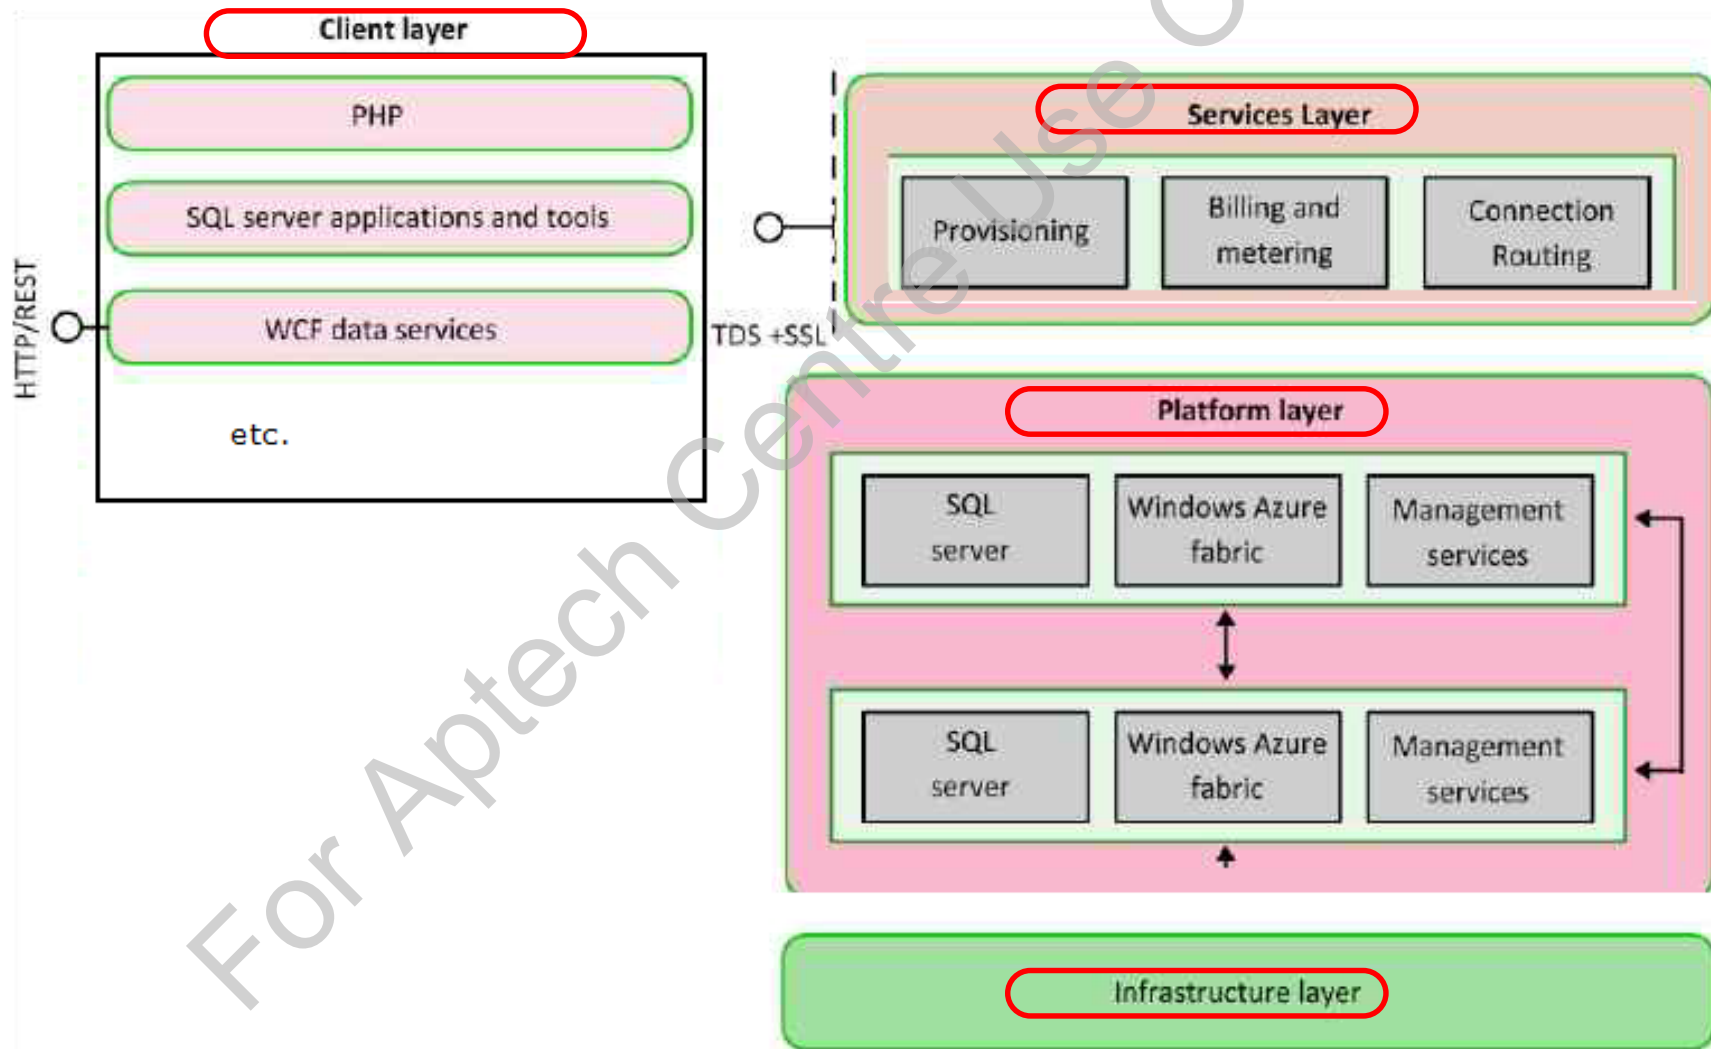 Client layer
PHP
SQL server applications and tools
WCF data services
etc.
HTTP/REST
TDS +SSL
Services Layer
Provisioning
Billing and
metering
Connection
Routing
Platform layer
SQL
server
Windows Azure
fabric
Management
services
SQL
server
Windows Azure
fabric
Management
services
Infrastructure layer
For Aptech Centre Use